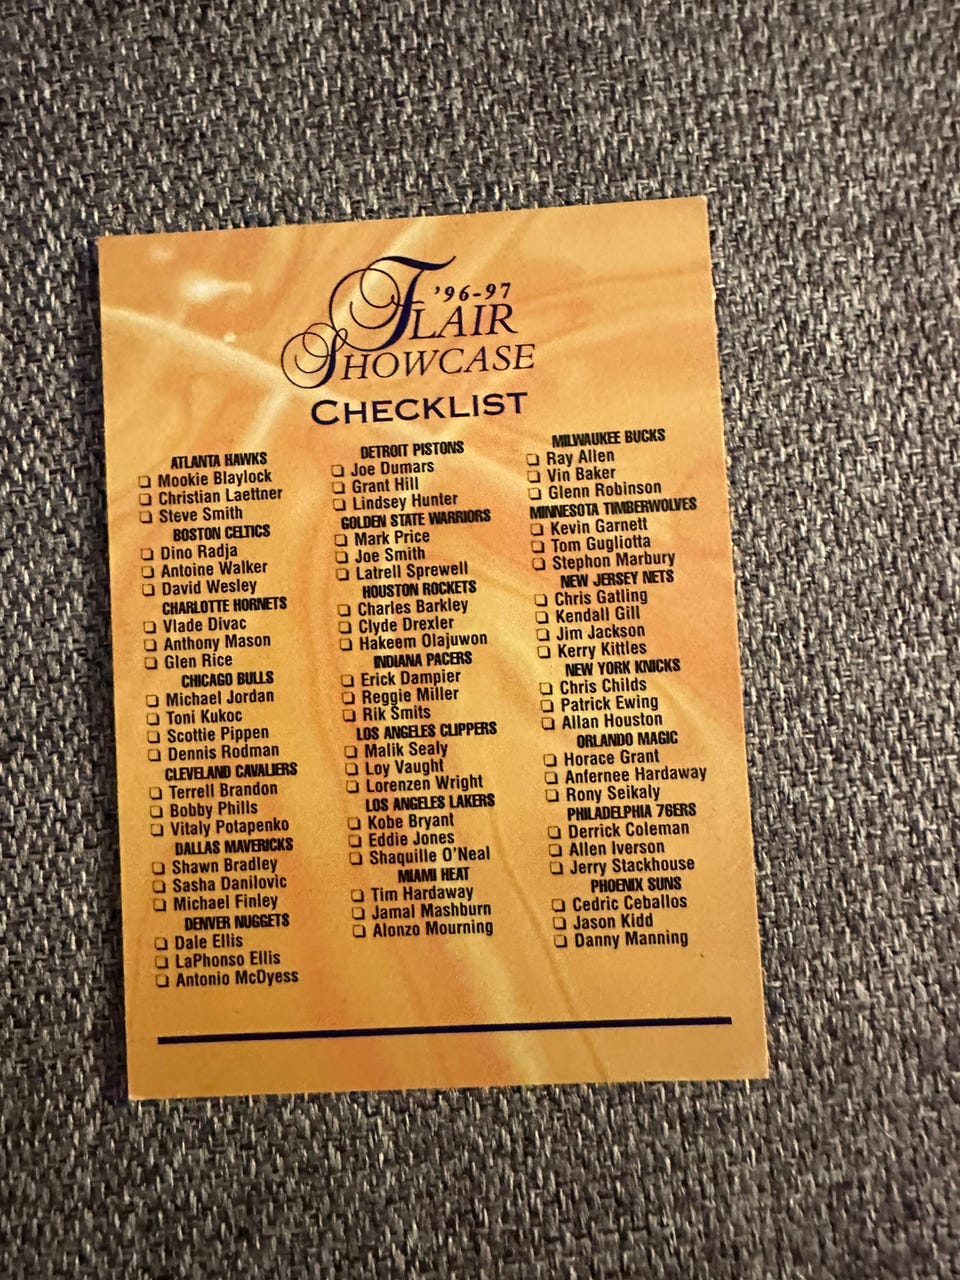 '96-97
FLAIR
SHOWCASE
CHECKLIST
ATLANTA HAWKS
❏ Mookie Blaylock
❏ Christian Laettner
❏ Steve Smith
BOSTON CELTICS
❏ Dino Radja
❏ Antoine Walker
❏ David Wesley
CHARLOTTE HORNETS
❏ Vlade Divac
❏ Anthony Mason
❏ Glen Rice
CHICAGO BULLS
❏ Michael Jordan
❏ Toni Kukoc
❏ Scottie Pippen
❏ Dennis Rodman
CLEVELAND CAVALIERS
❏ Terrell Brandon
❏ Bobby Phills
❏ Vitaly Potapenko
DALLAS MAVERICKS
❏ Shawn Bradley
❏ Sasha Danilovic
❏ Michael Finley
DENVER NUGGETS
❏ Dale Ellis
❏ LaPhonso Ellis
❏ Antonio McDyess
DETROIT PISTONS
❏ Joe Dumars
❏ Grant Hill
❏ Lindsey Hunter
GOLDEN STATE WARRIORS
❏ Mark Price
❏ Joe Smith
❏ Latrell Sprewell
HOUSTON ROCKETS
❏ Charles Barkley
❏ Clyde Drexler
❏ Hakeem Olajuwon
INDIANA PACERS
❏ Erick Dampier
❏ Reggie Miller
❏ Rik Smits
LOS ANGELES CLIPPERS
❏ Malik Sealy
❏ Loy Vaught
❏ Lorenzen Wright
LOS ANGELES LAKERS
❏ Kobe Bryant
❏ Eddie Jones
❏ Shaquille O'Neal
MIAMI HEAT
❏ Tim Hardaway
❏ Jamal Mashburn
❏ Alonzo Mourning
MILWAUKEE BUCKS
❏ Ray Allen
❏ Vin Baker
❏ Glenn Robinson
MINNESOTA TIMBERWOLVES
❏ Kevin Garnett
❏ Tom Gugliotta
❏ Stephon Marbury
NEW JERSEY NETS
❏ Chris Gatling
❏ Kendall Gill
❏ Jim Jackson
❏ Kerry Kittles
NEW YORK KNICKS
❏ Chris Childs
❏ Patrick Ewing
❏ Allan Houston
ORLANDO MAGIC
❏ Horace Grant
❏ Anfernee Hardaway
❏ Rony Seikaly
PHILADELPHIA 76ERS
❏ Derrick Coleman
❏ Allen Iverson
❏ Jerry Stackhouse
PHOENIX SUNS
❏ Cedric Ceballos
❏ Jason Kidd
❏ Danny Manning